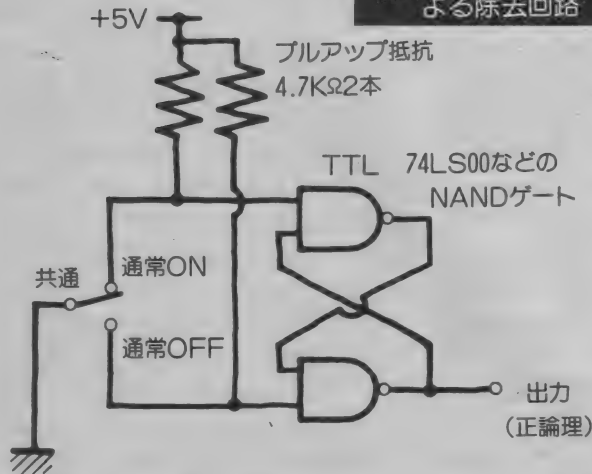 よる除去回路
+5V
プルアップ抵抗
4.7KΩ2本
TTL 74LS00などの
NANDゲート
共通
通常ON
通常OFF
出力
(正論理)